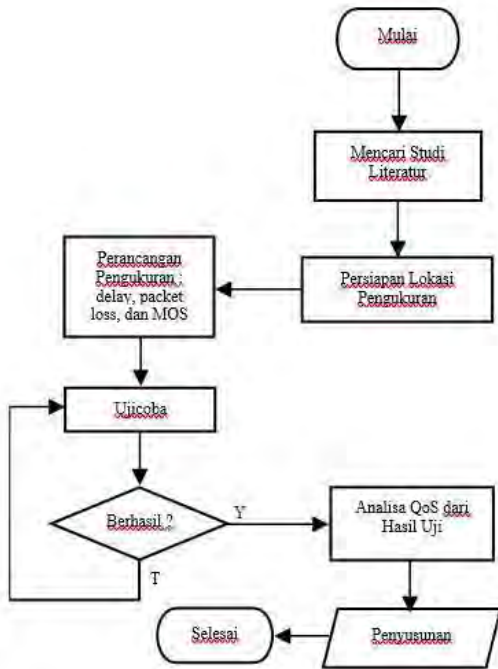 Mulai
Mencari Studi
Literatur
Persiapan Lokasi
Pengukuran
Perancangan
Pengukuran :
delay, packet
loss, dan MOS
Ujicoba
Berhasil ?
Y
T
Analisa QoS dari
Hasil Uji
Penyusunan
Selesai